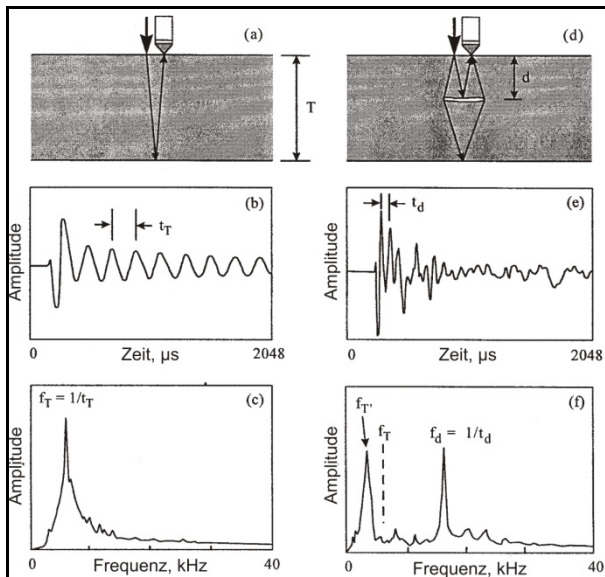 (a)
T
(d)
d
Amplitude
t_T
(b)
0
Zeit, µs
2048
Amplitude
t_d
(e)
0
Zeit, µs
2048
Amplitude
f_T = 1/t_T
(c)
0
Frequenz, kHz
40
Amplitude
f_T'
f_T
f_d = 1/t_d
(f)
0
Frequenz, kHz
40